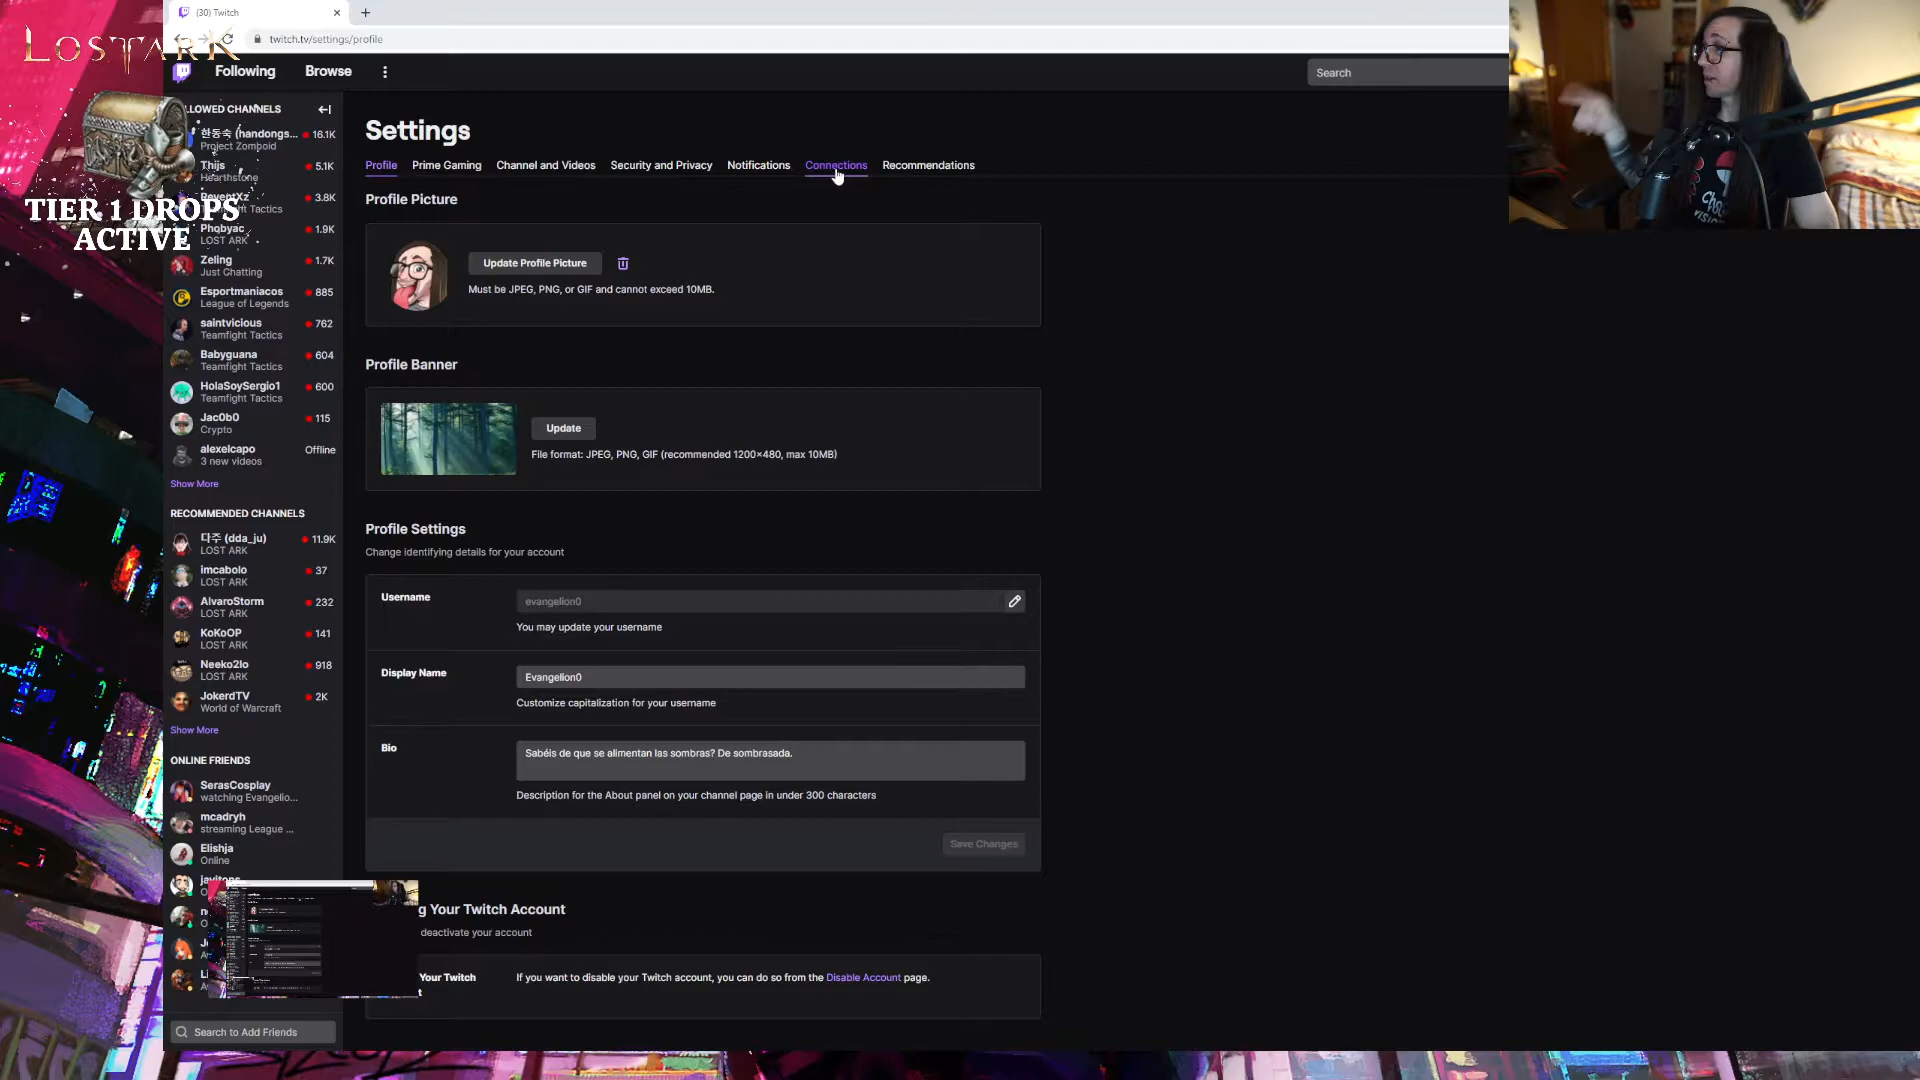 (30) Twitch
twitch.tv/settings/profile
LOST ARK
Following
Browse
Search
TIER 1 DROPS
ACTIVE
LLOWED CHANNELS
한동숙 (handongs... 16.1K
Project Zomboid
Thijs 5.1K
Hearthstone
ReventXz 3.8K
Tactics
Phobyac 1.9K
LOST ARK
Zeling 1.7K
Just Chatting
Esportmaniacos 885
League of Legends
saintvicious 762
Teamfight Tactics
Babyguana 604
Teamfight Tactics
HolaSoySergio1 600
Teamfight Tactics
Jac0b0 115
Crypto
alexelcapo Offline
3 new videos
Show More
RECOMMENDED CHANNELS
다주 (dda_ju) 11.9K
LOST ARK
imcabolo 37
LOST ARK
AlvaroStorm 232
LOST ARK
KoKoOP 141
LOST ARK
Neeko2lo 918
LOST ARK
JokerdTV 2K
World of Warcraft
Show More
ONLINE FRIENDS
SerasCosplay
watching Evangelio...
mcadryh
streaming League ...
Elishja
Online
Search to Add Friends
Settings
Profile
Prime Gaming
Channel and Videos
Security and Privacy
Notifications
Connections
Recommendations
Profile Picture
Update Profile Picture
Must be JPEG, PNG, or GIF and cannot exceed 10MB.
Profile Banner
Update
File format: JPEG, PNG, GIF (recommended 1200×480, max 10MB)
Profile Settings
Change identifying details for your account
Username
evangelion0
You may update your username
Display Name
Evangelion0
Customize capitalization for your username
Bio
Sabéis de que se alimentan las sombras? De sombrasada.
Description for the About panel on your channel page in under 300 characters
Save Changes
g Your Twitch Account
deactivate your account
Your Twitch
t
If you want to disable your Twitch account, you can do so from the Disable Account page.